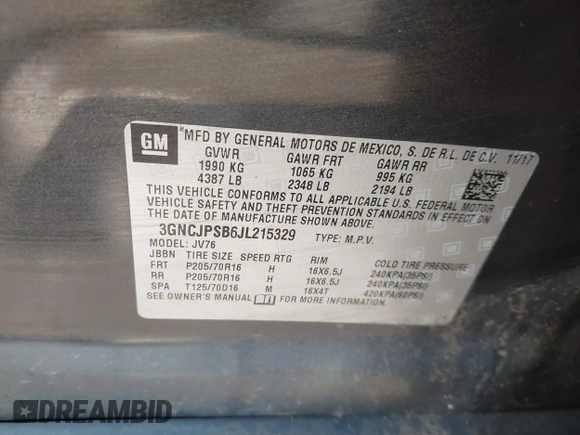 GM
*MFD BY GENERAL MOTORS DE MEXICO, S. DE R.L. DE C.V. 11/17
GVWR GAWR FRT GAWR RR
1990 KG 1065 KG 995 KG
4387 LB 2348 LB 2194 LB
THIS VEHICLE CONFORMS TO ALL APPLICABLE U.S. FEDERAL MOTOR
VEHICLE SAFETY, BUMPER, AND THEFT PREVENTION STANDARDS IN EFFECT ON
THE DATE OF MANUFACTURE SHOWN ABOVE.
3GNCJPSB6JL215329 TYPE: M.P.V.
MODEL: JV76
JBBN TIRE SIZE SPEED RTG RIM COLD TIRE PRESSURE
FRT P205/70R16 H 16X6.5J 240KPA(35PSI)
RR P205/70R16 H 16X6.5J 240KPA(35PSI)
SPA T125/70D16 M 16X4T 420KPA(60PSI)
SEE OWNER'S MANUAL FOR MORE INFORMATION.
DREAMBID